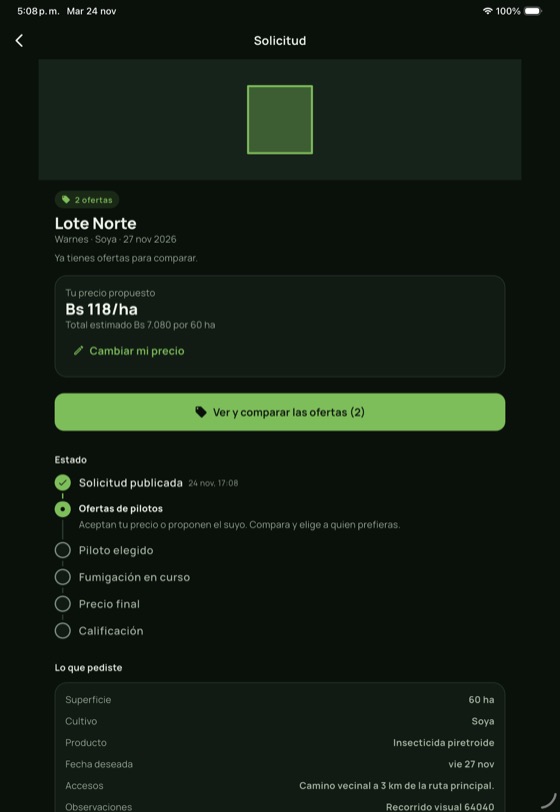 5:08 p. m. Mar 24 nov
100%
Solicitud
2 ofertas
Lote Norte
Warnes · Soya · 27 nov 2026
Ya tienes ofertas para comparar.
Tu precio propuesto
Bs 118/ha
Total estimado Bs 7.080 por 60 ha
Cambiar mi precio
Ver y comparar las ofertas (2)
Estado
Solicitud publicada 24 nov, 17:08
Ofertas de pilotos
Aceptan tu precio o proponen el suyo. Compara y elige a quien prefieras.
Piloto elegido
Fumigación en curso
Precio final
Calificación
Lo que pediste
Superficie 60 ha
Cultivo Soya
Producto Insecticida piretroide
Fecha deseada vie 27 nov
Accesos Camino vecinal a 3 km de la ruta principal.
Observaciones Recorrido visual 64040